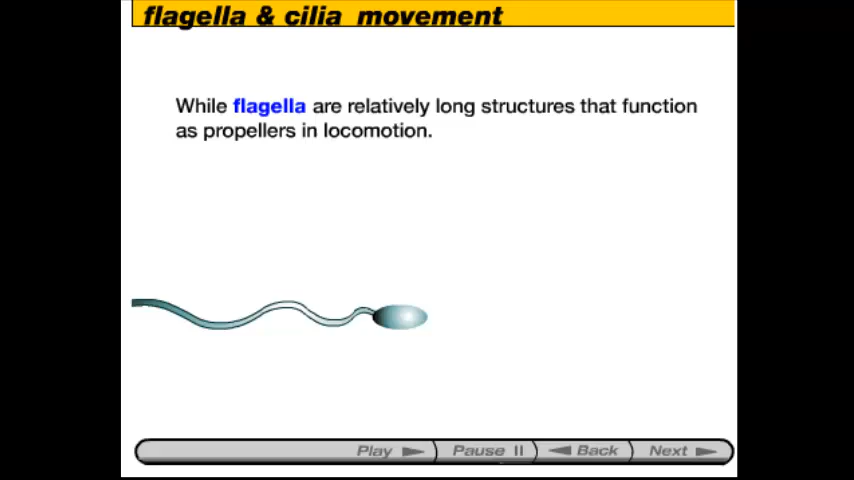 flagella & cilia movement
While flagella are relatively long structures that function
as propellers in locomotion.
Play Pause Back Next